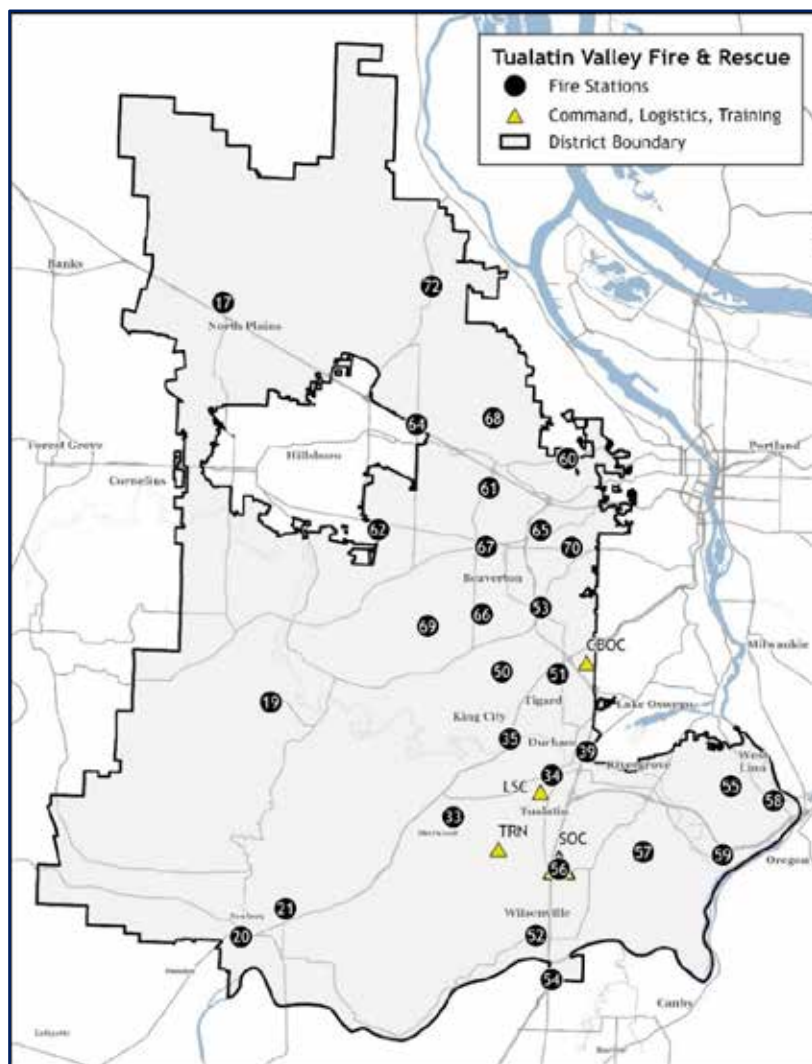 Tualatin Valley Fire & Rescue
Fire Stations
Command, Logistics, Training
District Boundary
Banks
17
72
North Plains
64
68
Forest Grove
Hillsboro
60
Portland
Cornelius
61
62
65
67
70
Beaverton
53
66
69
CBOC
Milwaukie
50
51
Tigard
19
Lake Oswego
King City
35
Durham
39
West
Linn
Rivergrove
34
55
LSC
58
Tualatin
33
Sherwood
TRN
SOC
57
59
Oregon
56
21
Newberg
Wilsonville
20
52
54
Canby
Lafayette